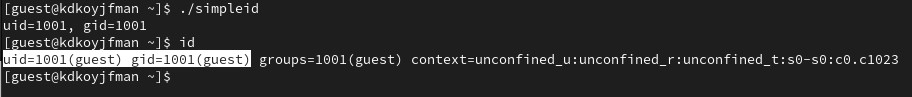 [guest@kdkoyjfman ~]$ ./simpleid
uid=1001, gid=1001
[guest@kdkoyjfman ~]$ id
uid=1001(guest) gid=1001(guest) groups=1001(guest) context=unconfined_u:unconfined_r:unconfined_t:s0-s0:c0.c1023
[guest@kdkoyjfman ~]$